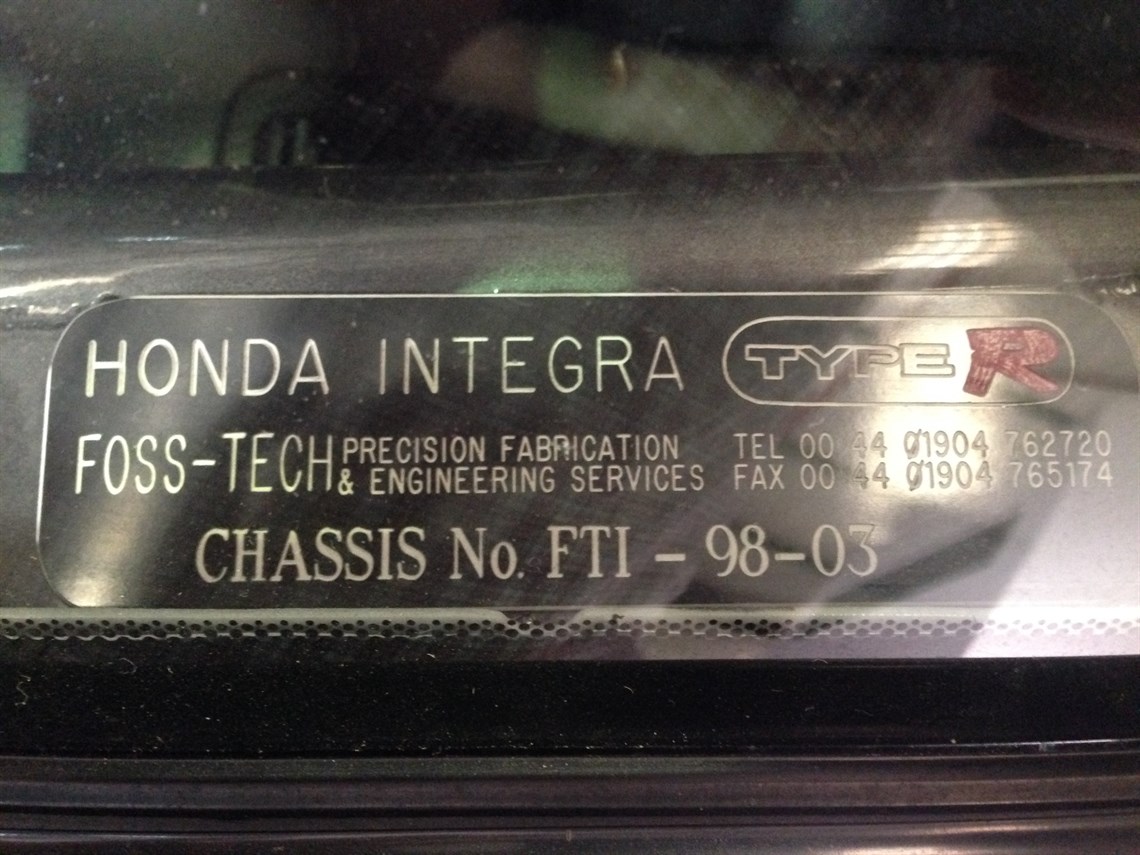 HONDA INTEGRA TYPE R
FOSS-TECH PRECISION FABRICATION & ENGINEERING SERVICES
TEL 00 44 01904 762720
FAX 00 44 01904 765174
CHASSIS No. FTI - 98-03